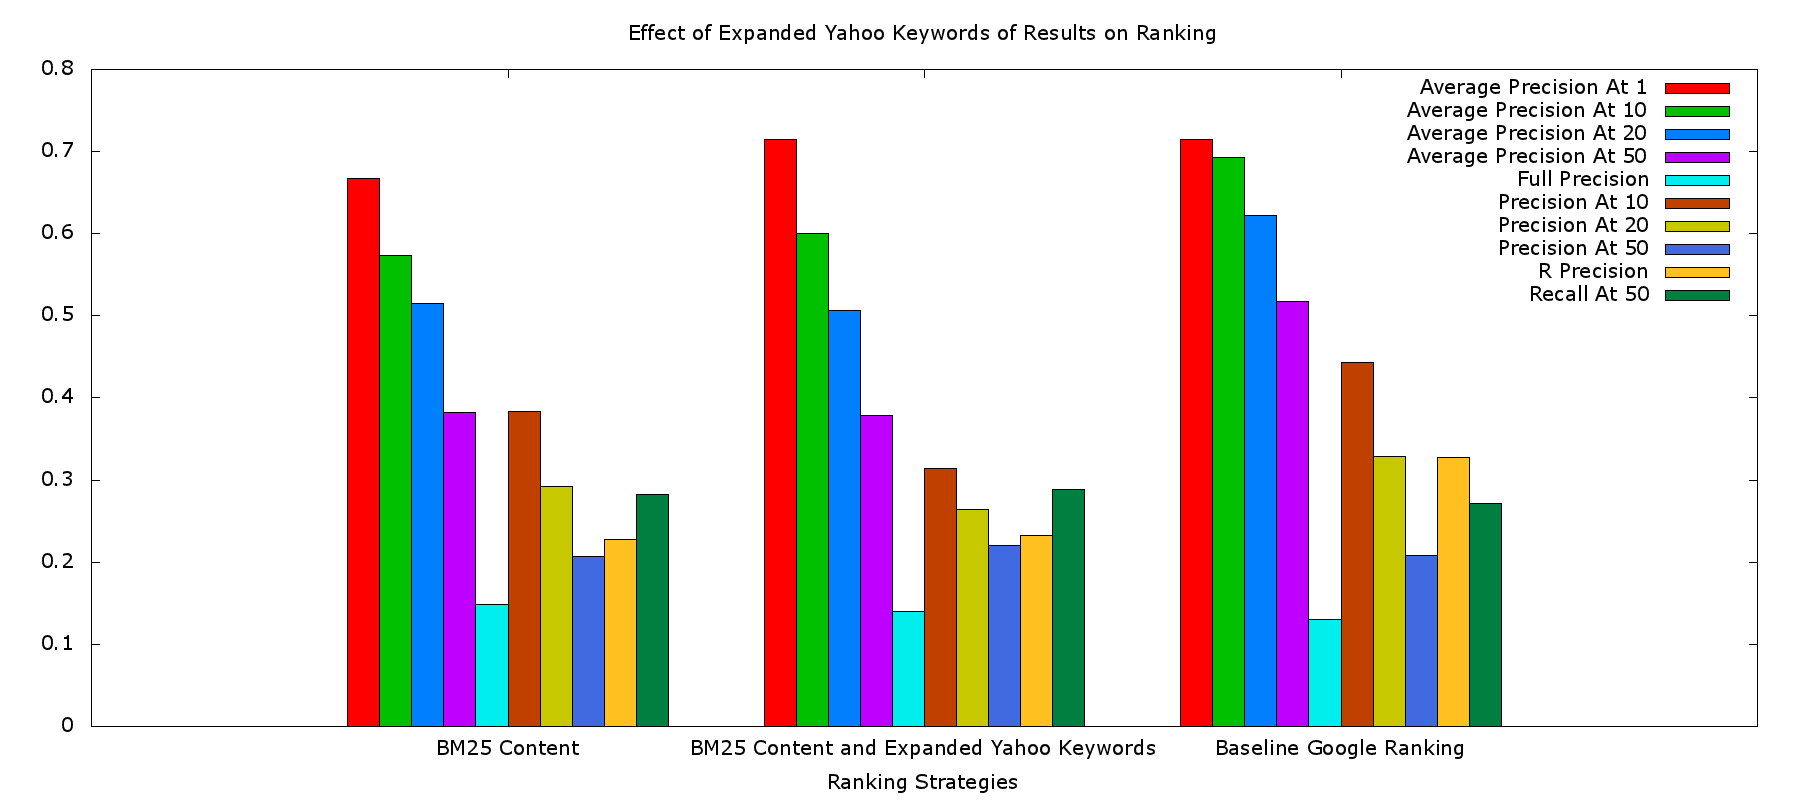 Effect of Expanded Yahoo Keywords of Results on Ranking
0.8
0.7
0.6
0.5
0.4
0.3
0.2
0.1
0
Average Precision At 1
Average Precision At 10
Average Precision At 20
Average Precision At 50
Full Precision
Precision At 10
Precision At 20
Precision At 50
R Precision
Recall At 50
BM25 Content
BM25 Content and Expanded Yahoo Keywords
Baseline Google Ranking
Ranking Strategies